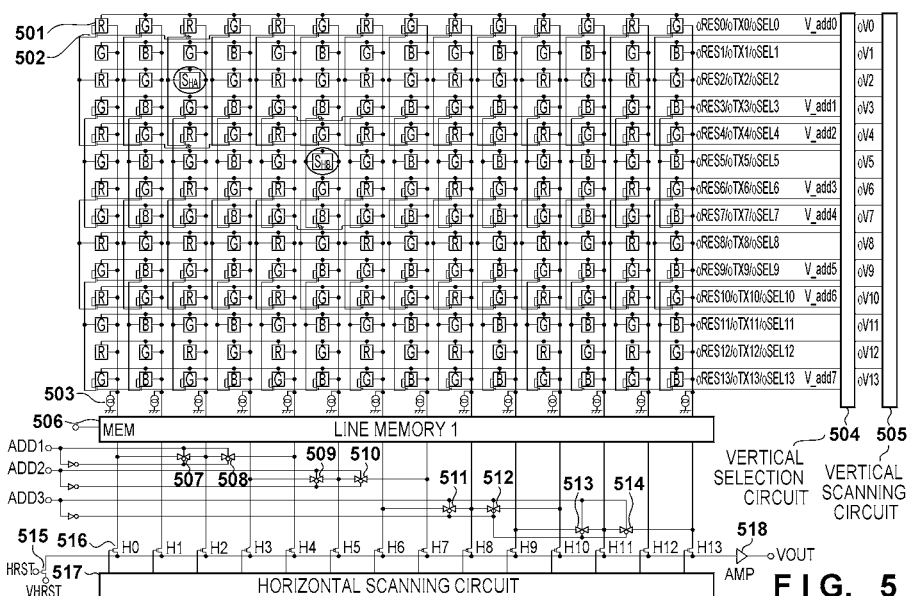 501 R G R G R G R G R G R G R G ϕRES0/ϕTX0/ϕSEL0 V_add0 ϕV0
502 G B G B G B G B G B G B G B ϕRES1/ϕTX1/ϕSEL1 ϕV1
R G SHA G R G R G R G R G R G ϕRES2/ϕTX2/ϕSEL2 ϕV2
G B G B G B G B G B G B G B ϕRES3/ϕTX3/ϕSEL3 V_add1 ϕV3
R G R G R G R G R G R G R G ϕRES4/ϕTX4/ϕSEL4 V_add2 ϕV4
G B G B G SHB G B G B G B G B ϕRES5/ϕTX5/ϕSEL5 ϕV5
R G R G R G R G R G R G R G ϕRES6/ϕTX6/ϕSEL6 V_add3 ϕV6
G B G B G B G B G B G B G B ϕRES7/ϕTX7/ϕSEL7 V_add4 ϕV7
R G R G R G R G R G R G R G ϕRES8/ϕTX8/ϕSEL8 ϕV8
G B G B G B G B G B G B G B ϕRES9/ϕTX9/ϕSEL9 V_add5 ϕV9
R G R G R G R G R G R G R G ϕRES10/ϕTX10/ϕSEL10 V_add6 ϕV10
G B G B G B G B G B G B G B ϕRES11/ϕTX11/ϕSEL11 ϕV11
R G R G R G R G R G R G R G ϕRES12/ϕTX12/ϕSEL12 ϕV12
G B G B G B G B G B G B G B ϕRES13/ϕTX13/ϕSEL13 V_add7 ϕV13
503
506 MEM LINE MEMORY 1 504 505
ADD1 507 508 509 510
ADD2 511 512
ADD3 513 514
VERTICAL SELECTION CIRCUIT
VERTICAL SCANNING CIRCUIT
515 516 H0 H1 H2 H3 H4 H5 H6 H7 H8 H9 H10 H11 H12 H13 518
HRST 517 VOUT
VHRST HORIZONTAL SCANNING CIRCUIT AMP
FIG. 5